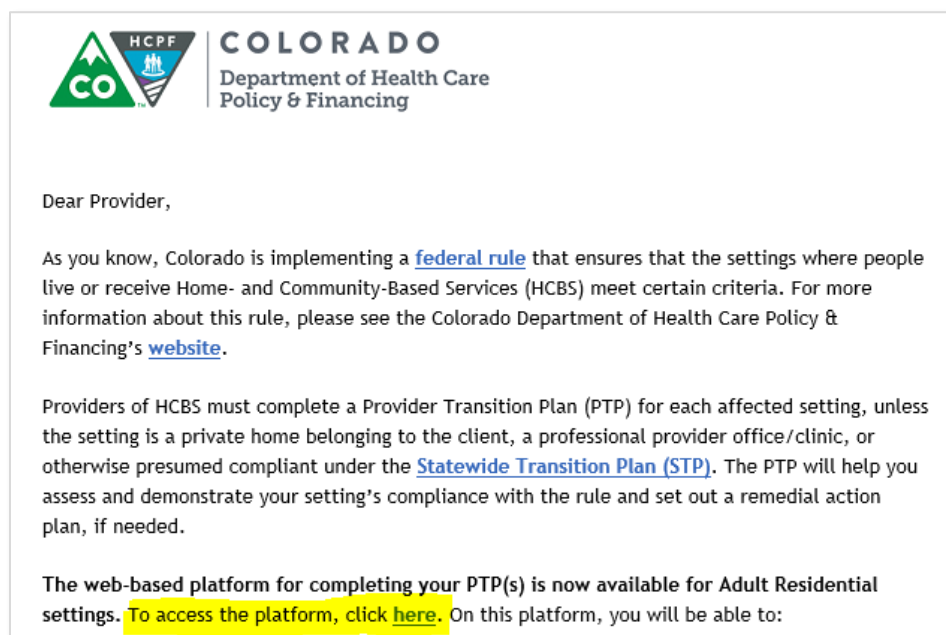 HCPF
CO
TM
COLORADO
Department of Health Care
Policy & Financing
Dear Provider,
As you know, Colorado is implementing a federal rule that ensures that the settings where people
live or receive Home- and Community-Based Services (HCBS) meet certain criteria. For more
information about this rule, please see the Colorado Department of Health Care Policy &
Financing’s website.
Providers of HCBS must complete a Provider Transition Plan (PTP) for each affected setting, unless
the setting is a private home belonging to the client, a professional provider office/clinic, or
otherwise presumed compliant under the Statewide Transition Plan (STP). The PTP will help you
assess and demonstrate your setting’s compliance with the rule and set out a remedial action
plan, if needed.
The web-based platform for completing your PTP(s) is now available for Adult Residential
settings. To access the platform, click here. On this platform, you will be able to: